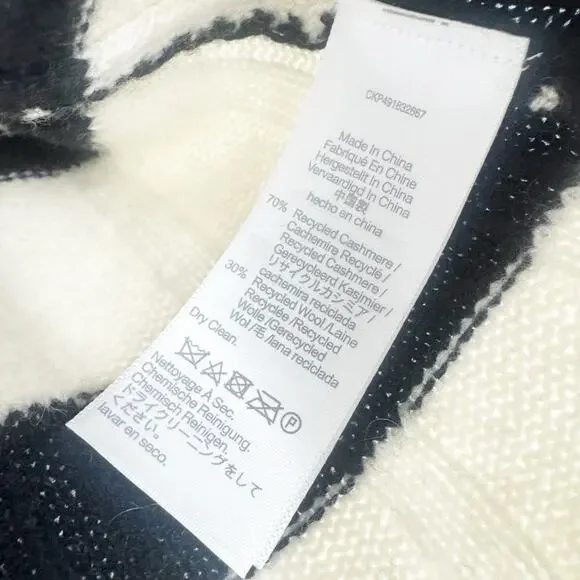 CKP491832667
Made In China
Fabriqué En Chine
Hergestellt In China
Vervaardigd In China
中国製
hecho en china
70% Recycled Cashmere/
Cachemire Recyclé/
Recycled Cashmere/
Gerecycleerd Kasjmier/
リサイクルカシミア/
cachemira reciclada
30% Recycled Wool/Laine
Recyclée/Recycled
Wolle/Gerecycled
Wol/毛/lana reciclada
Dry Clean.
P
Nettoyage À Sec.
Chemische Reinigung.
Chemisch Reinigen.
ドライクリーニングをして
ください。
lavar en seco.